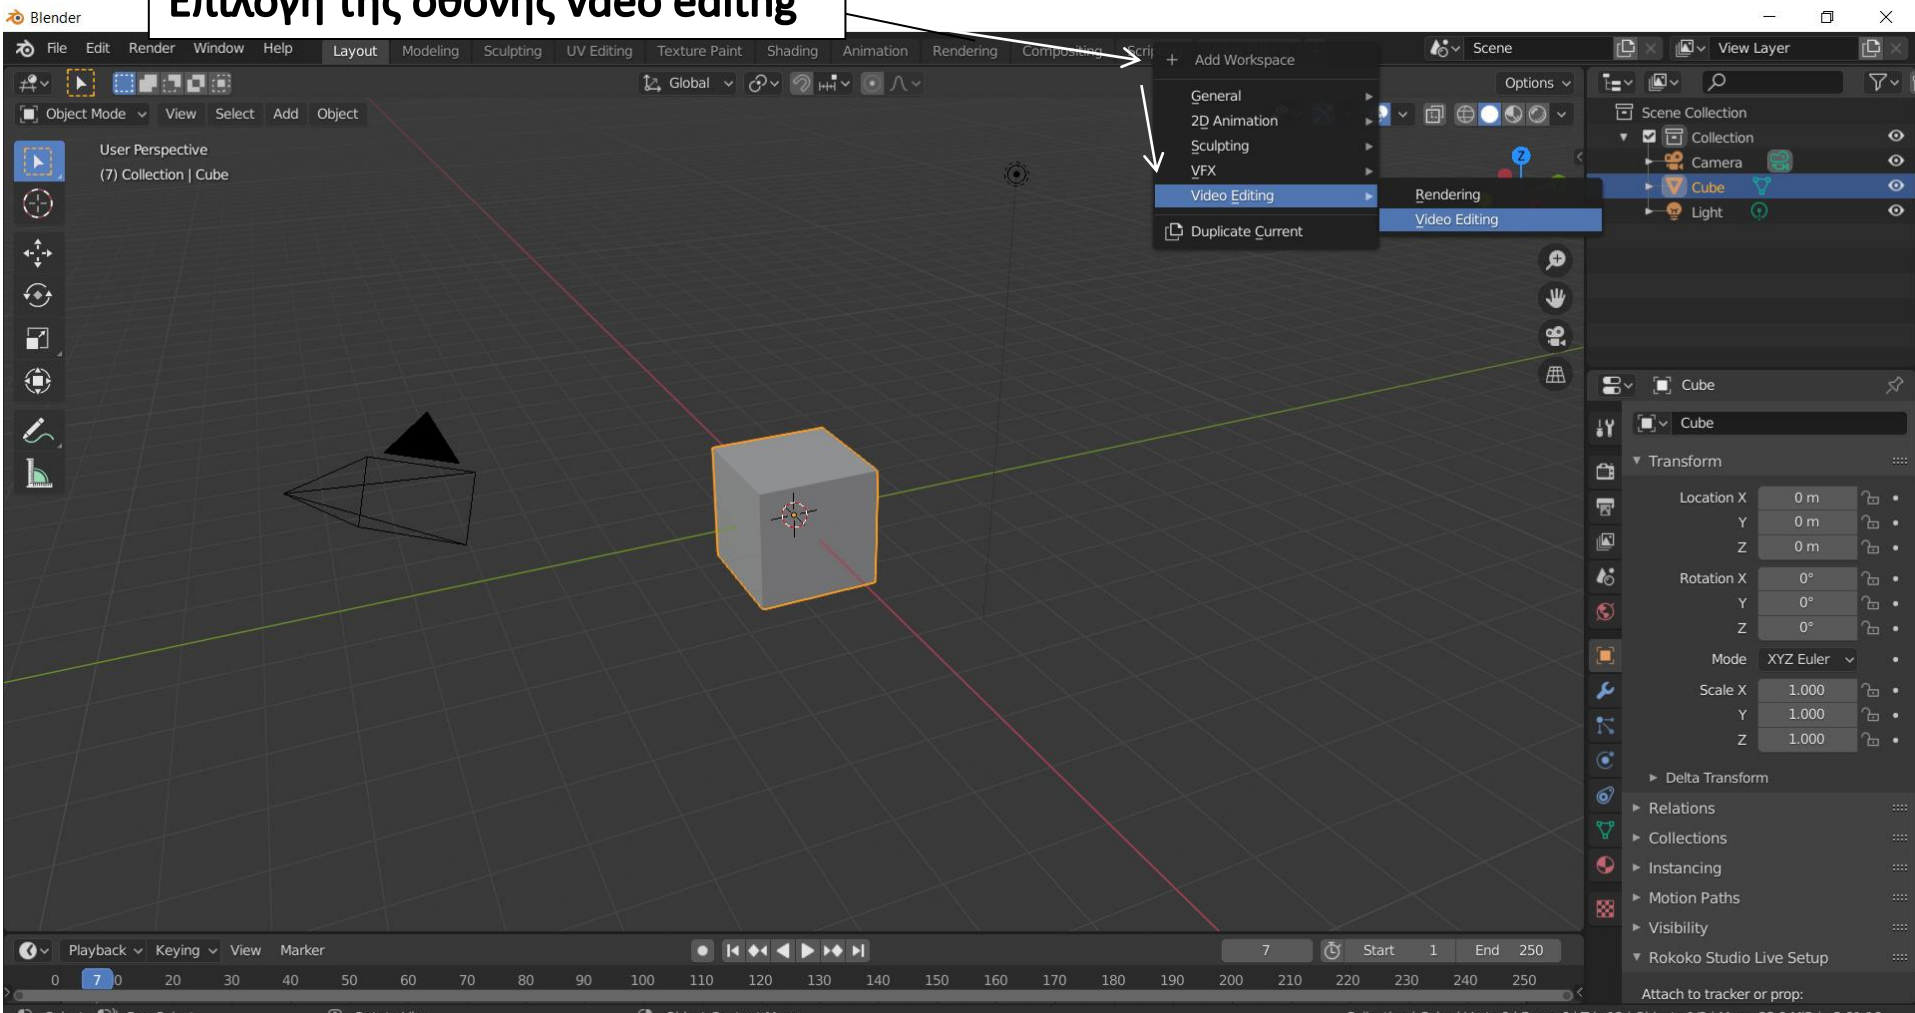 Επιλογή της οθόνης vdeo editng
Blender
File Edit Render Window Help Layout Modeling Sculpting UV Editing Texture Paint Shading Animation Rendering Compositing Scene View Layer
Global Options
Object Mode View Select Add Object
User Perspective
(7) Collection | Cube
Add Workspace
General
2D Animation
Sculpting
VFX
Video Editing
Duplicate Current
Rendering
Video Editing
Z
Scene Collection
Collection
Camera
Cube
Light
Cube
Cube
Transform
Location X 0 m
Y 0 m
Z 0 m
Rotation X 0°
Y 0°
Z 0°
Mode XYZ Euler
Scale X 1.000
Y 1.000
Z 1.000
Delta Transform
Relations
Collections
Instancing
Motion Paths
Visibility
Rokoko Studio Live Setup
Attach to tracker or prop:
Playback Keying View Marker 7 Start 1 End 250
0 7 20 30 40 50 60 70 80 90 100 110 120 130 140 150 160 170 180 190 200 210 220 230 240 250